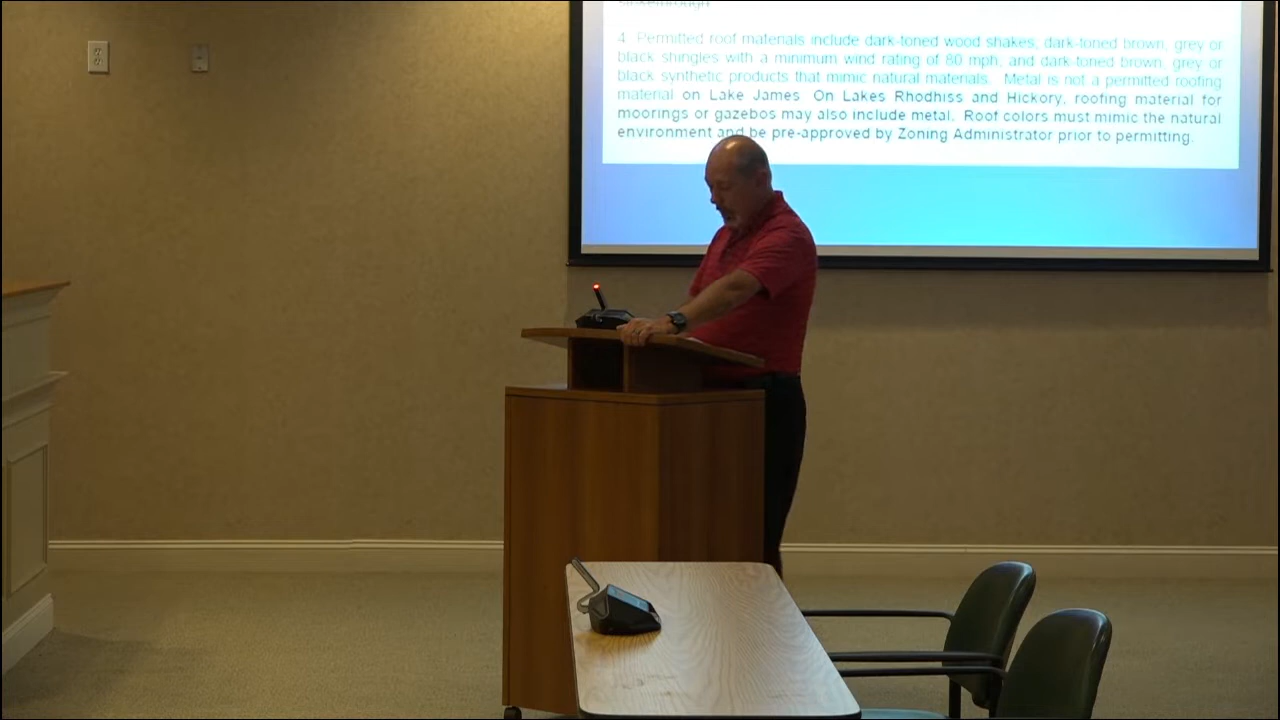 strikethrough
4. Permitted roof materials include dark-toned wood shakes; dark-toned brown, grey or
black shingles with a minimum wind rating of 80 mph; and dark-toned brown, grey or
black synthetic products that mimic natural materials. Metal is not a permitted roofing
material on Lake James. On Lakes Rhodhiss and Hickory, roofing material for
moorings or gazebos may also include metal. Roof colors must mimic the natural
environment and be pre-approved by Zoning Administrator prior to permitting.